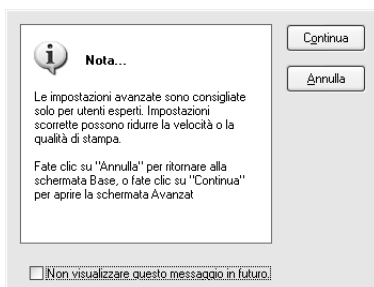 Continua
Nota...
Annulla
Le impostazioni avanzate sono consigliate
solo per utenti esperti. Impostazioni
scorrette possono ridurre la velocità o la
qualità di stampa.
Fate clic su "Annulla" per ritornare alla
schermata Base, o fate clic su "Continua"
per aprire la schermata Avanzat
Non visualizzare questo messaggio in futuro.